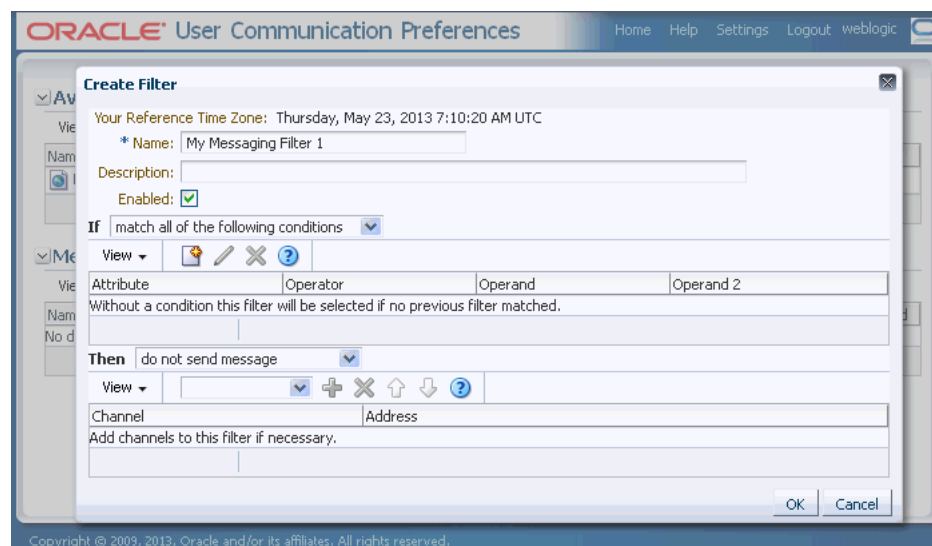 ORACLE User Communication Preferences Home Help Settings Logout weblogic
Create Filter
Your Reference Time Zone: Thursday, May 23, 2013 7:10:20 AM UTC
* Name: My Messaging Filter 1
Description:
Enabled:
If match all of the following conditions
View
Attribute Operator Operand Operand 2
Without a condition this filter will be selected if no previous filter matched.
Then do not send message
View
Channel Address
Add channels to this filter if necessary.
OK Cancel
Copyright © 2009, 2013, Oracle and/or its affiliates. All rights reserved.